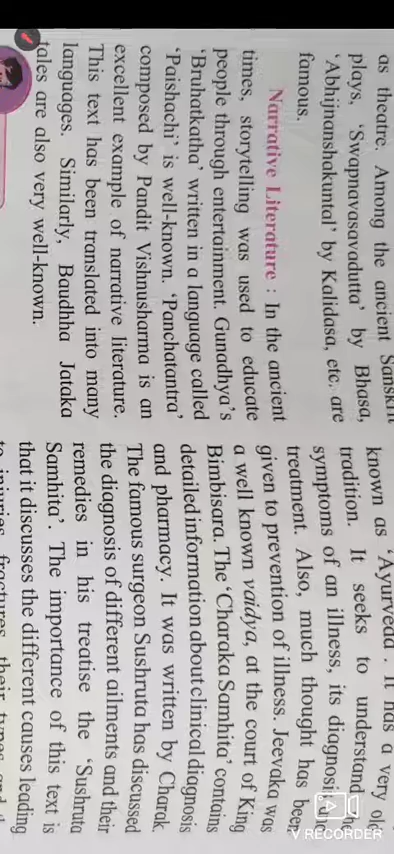 as theatre. Among the ancient Sanskrit
plays, ‘Swapnavasavadutta’ by Bhasa,
‘Abhijnanshakuntal’ by Kalidasa, etc. are
famous.
Narrative Literature : In the ancient
times, storytelling was used to educate
people through entertainment. Gunadhya’s
‘Bruhatkatha’ written in a language called
‘Paishachi’ is well-known. ‘Panchatantra’
composed by Pandit Vishnusharma is an
excellent example of narrative literature.
This text has been translated into many
languages. Similarly, Baudhha Jataka
tales are also very well-known.
known as ‘Ayurveda’. It has a very
tradition. It seeks to understand
symptoms of an illness, its
treatment. Also, much thought has been
given to prevention of illness. Jeevaka was
a well known vaidya, at the court of King
Bimbisara. The ‘Charaka Samhita’ contains
detailed information about clinical diagnosis
and pharmacy. It was written by Charak.
The famous surgeon Sushruta has discussed
the diagnosis of different ailments and their
remedies in his treatise the ‘Sushruta
Samhita’. The importance of this text is
that it discusses the different causes leading
to injuries, fractures, their types and
V RECORDER